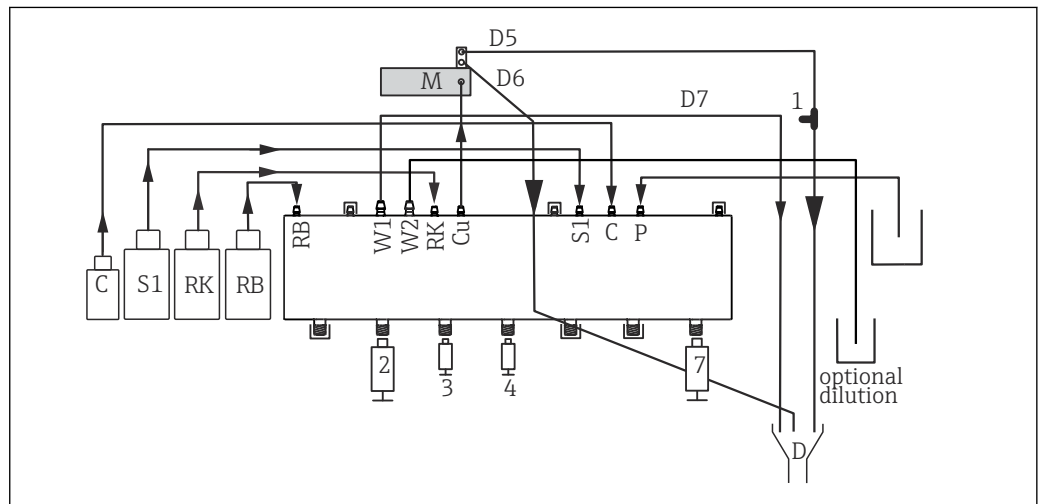 D5
M
D6
D7
1
RB
W1
W2
RK
Cu
S1
C
P
C
S1
RK
RB
2
3
4
7
optional
dilution
D